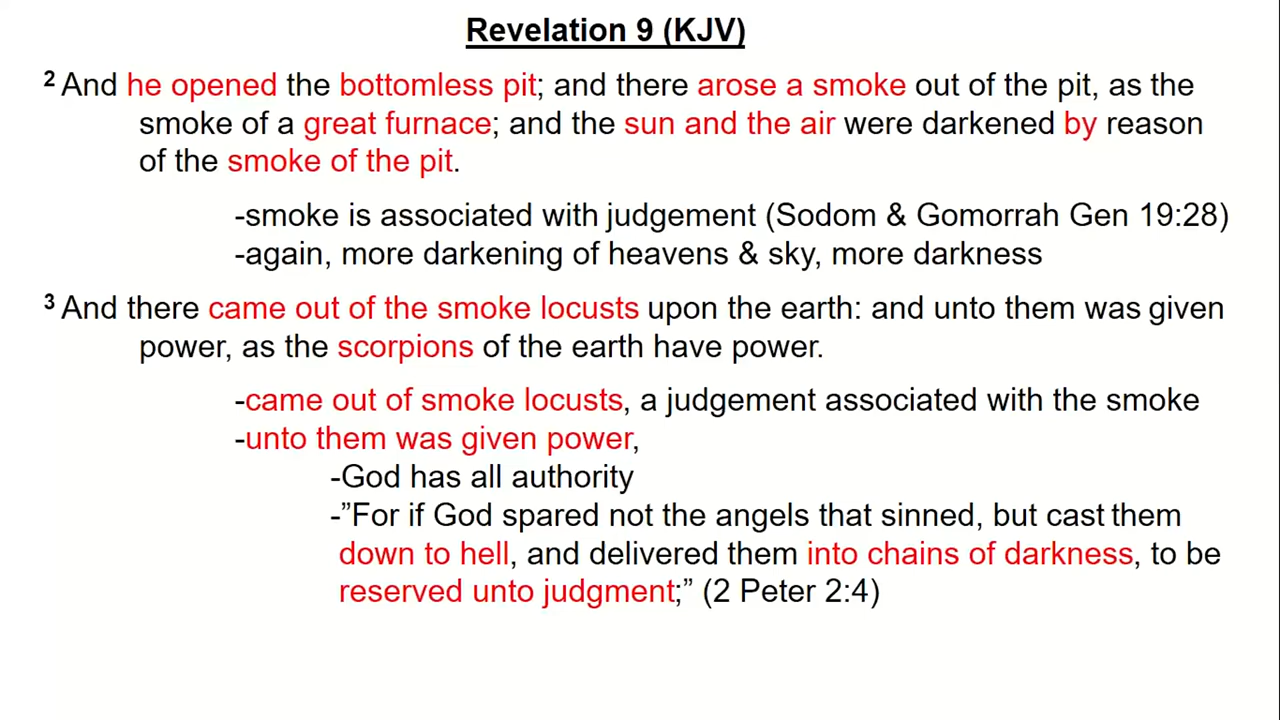 Revelation 9 (KJV)
2 And he opened the bottomless pit; and there arose a smoke out of the pit, as the
smoke of a great furnace; and the sun and the air were darkened by reason
of the smoke of the pit.
-smoke is associated with judgement (Sodom & Gomorrah Gen 19:28)
-again, more darkening of heavens & sky, more darkness
3 And there came out of the smoke locusts upon the earth: and unto them was given
power, as the scorpions of the earth have power.
-came out of smoke locusts, a judgement associated with the smoke
-unto them was given power,
-God has all authority
-”For if God spared not the angels that sinned, but cast them
down to hell, and delivered them into chains of darkness, to be
reserved unto judgment;” (2 Peter 2:4)